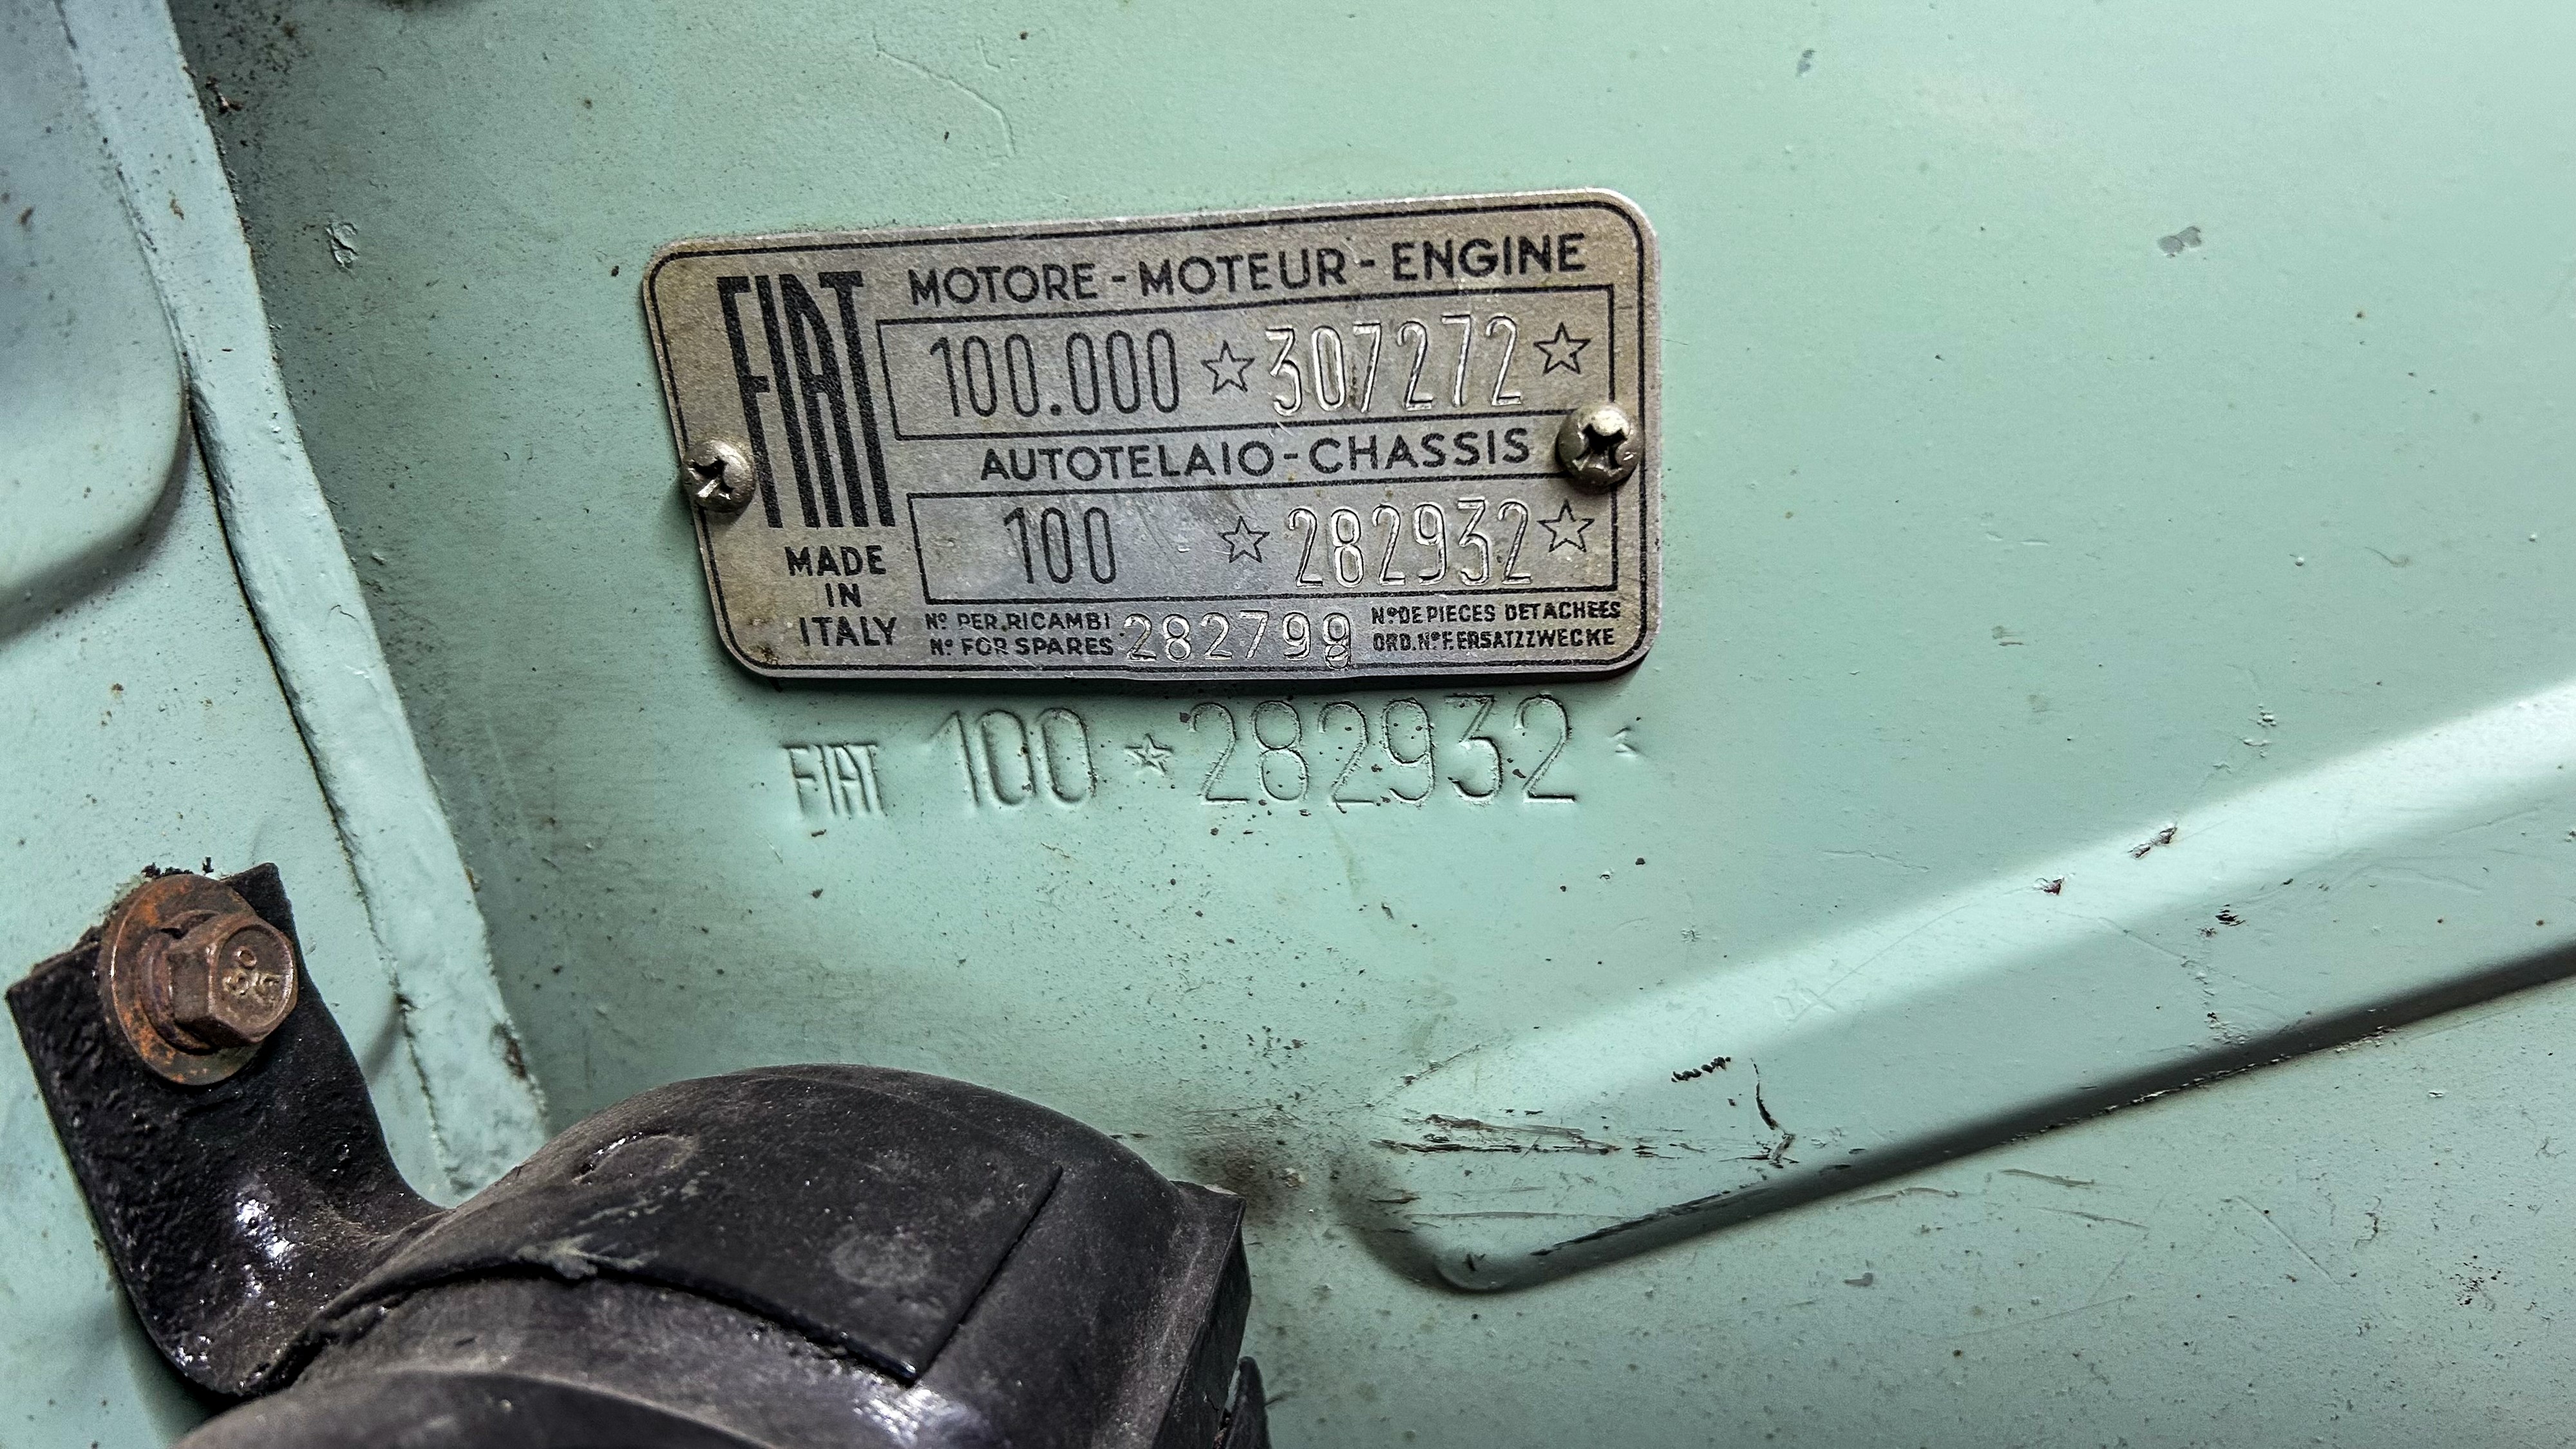 FIAT
MOTORE - MOTEUR - ENGINE
100.000 ☆ 307272 ☆
AUTOTELAIO - CHASSIS
100 ☆ 282932 ☆
MADE
IN
ITALY
Nº PER RICAMBI
Nº FOR SPARES
Nº DE PIECES DETACHEES
ORD. Nº F. ERSATZZWECKE
FIAT 100 ☆ 282932 ☆